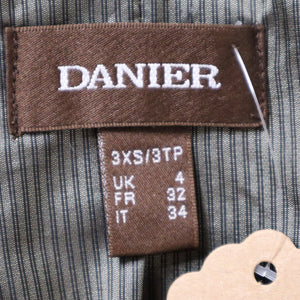 DANIER
3XS/3TP
UK 4
FR 32
IT 34